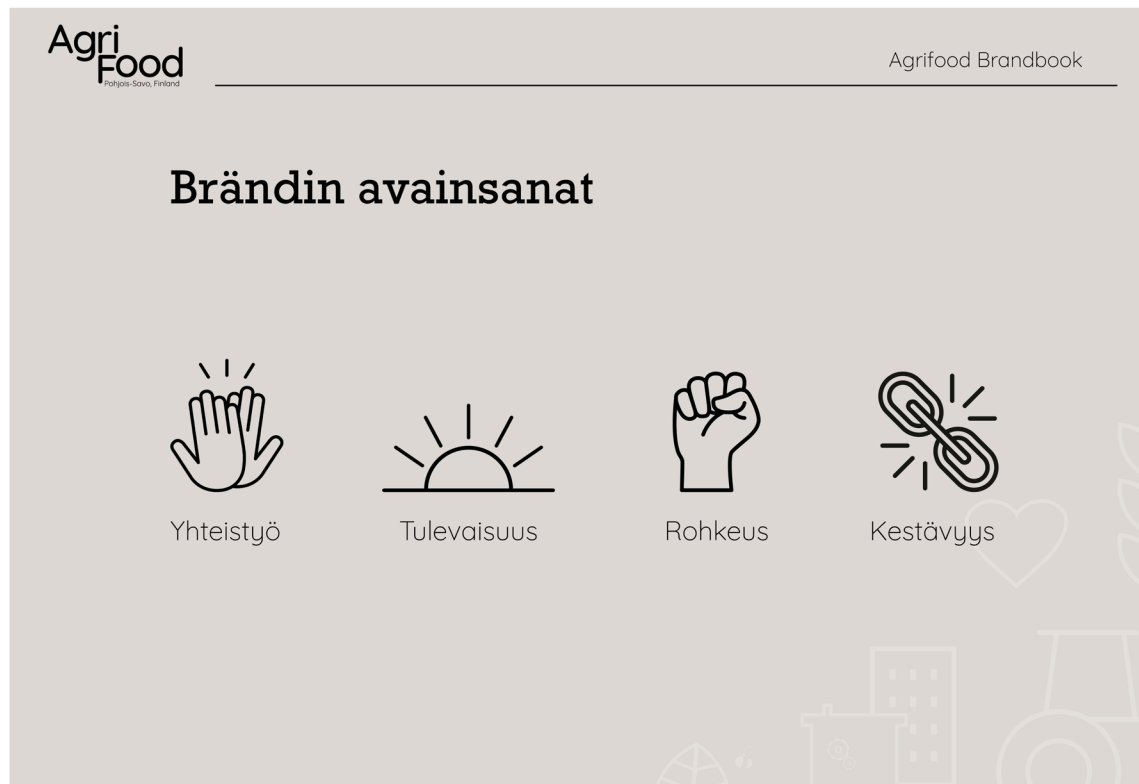 Agri
Food
Pohjois-Savo, Finland
Agrifood Brandbook
Brändin avainsanat
Yhteistyö
Tulevaisuus
Rohkeus
Kestävyys